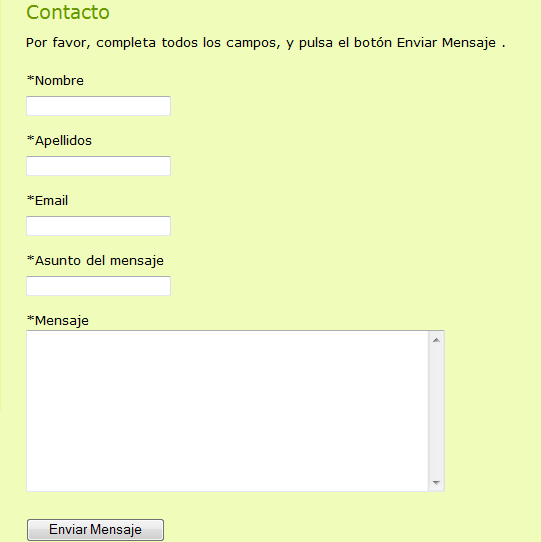 Contacto
Por favor, completa todos los campos, y pulsa el botón Enviar Mensaje .
*Nombre
*Apellidos
*Email
*Asunto del mensaje
*Mensaje
Enviar Mensaje